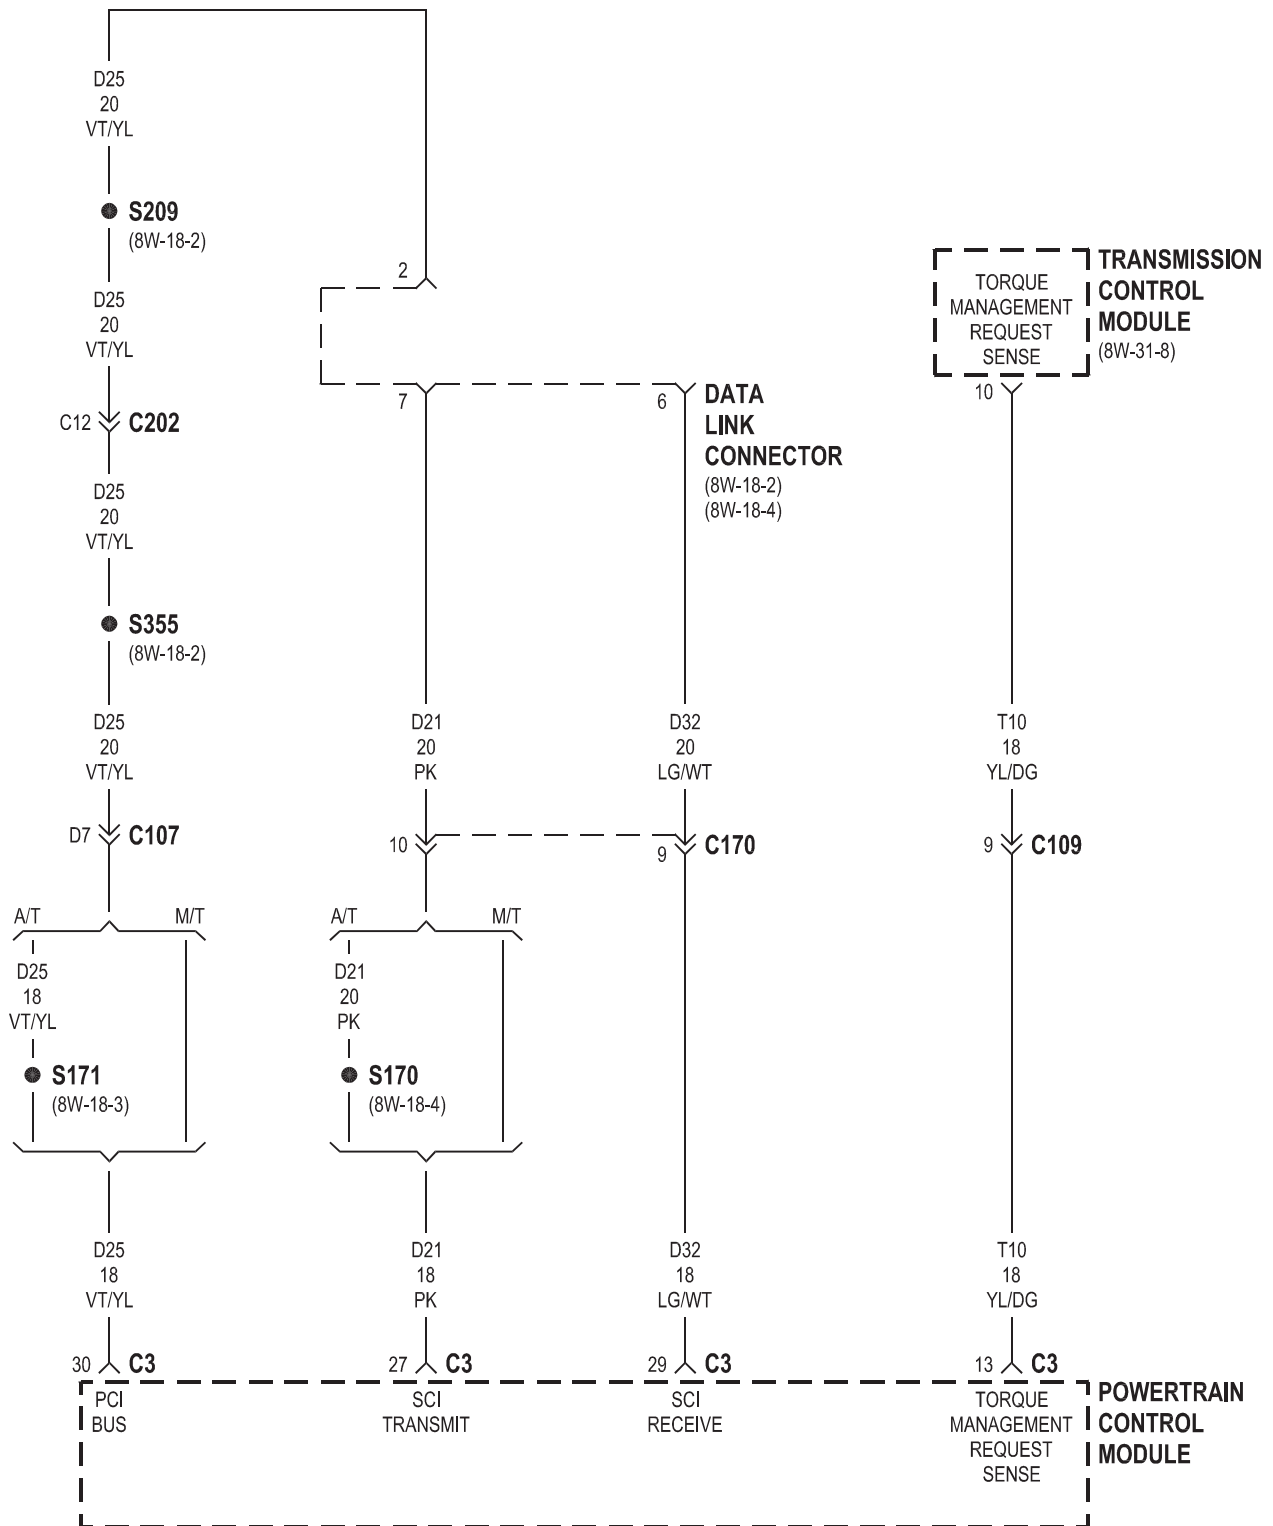 D25
20
VT/YL
S209
(8W-18-2)
D25
20
VT/YL
C12 C202
D25
20
VT/YL
S355
(8W-18-2)
D25
20
VT/YL
D7 C107
A/T M/T
D25
18
VT/YL
S171
(8W-18-3)
D25
18
VT/YL
30 C3
PCI
BUS
2
7
D21
20
PK
10
A/T M/T
D21
20
PK
S170
(8W-18-4)
D21
18
PK
27 C3
SCI
TRANSMIT
6
DATA
LINK
CONNECTOR
(8W-18-2)
(8W-18-4)
D32
20
LG/WT
9 C170
D32
18
LG/WT
29 C3
SCI
RECEIVE
TORQUE
MANAGEMENT
REQUEST
SENSE
TRANSMISSION
CONTROL
MODULE
(8W-31-8)
10
T10
18
YL/DG
9 C109
T10
18
YL/DG
13 C3
TORQUE
MANAGEMENT
REQUEST
SENSE
POWERTRAIN
CONTROL
MODULE